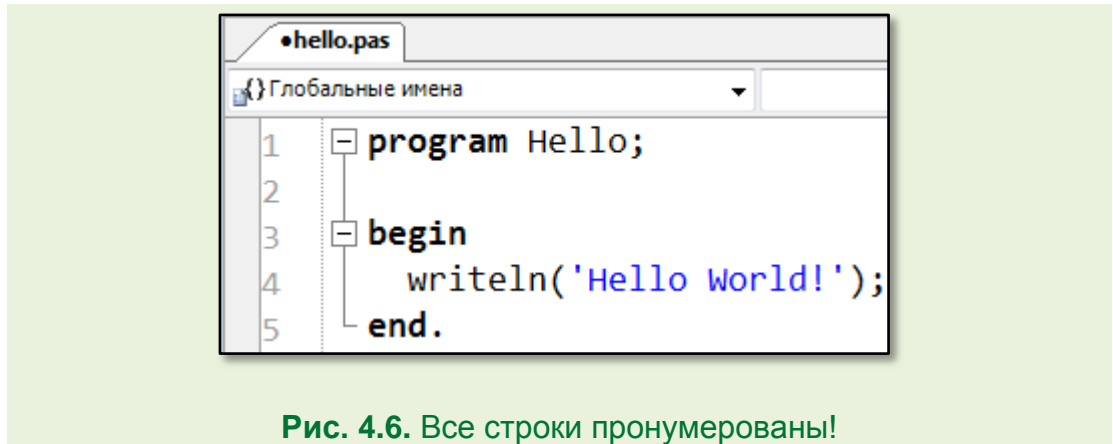 •hello.pas
{} Глобальные имена
1 program Hello;
2
3 begin
4 writeln('Hello World!');
5 end.
Рис. 4.6. Все строки пронумерованы!